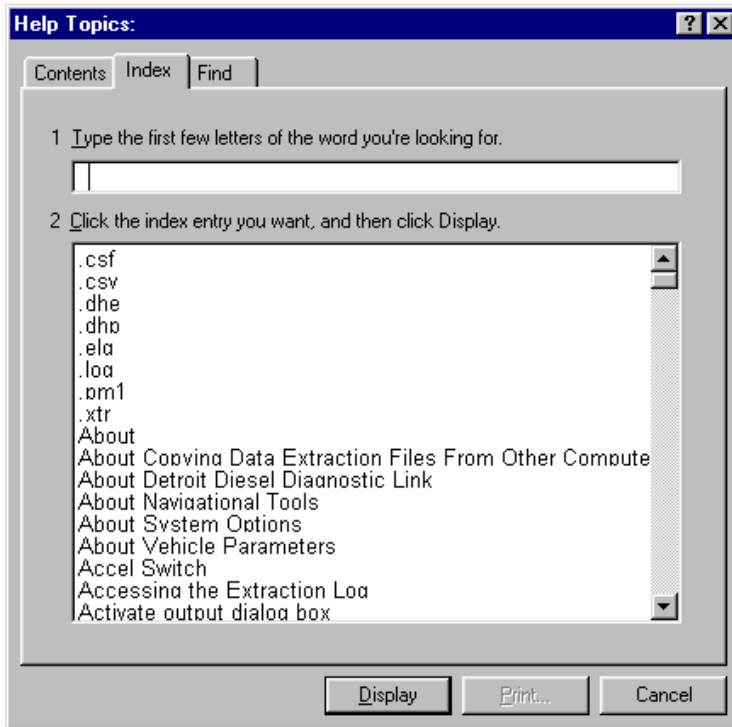 Help Topics:
Contents Index Find
1 Type the first few letters of the word you're looking for.
2 Click the index entry you want, and then click Display.
.csf
.csv
.dhe
.dhp
.elg
.log
.pm1
.xtr
About
About Copying Data Extraction Files From Other Compute
About Detroit Diesel Diagnostic Link
About Navigational Tools
About System Options
About Vehicle Parameters
Accel Switch
Accessing the Extraction Log
Activate output dialog box
Display Print... Cancel